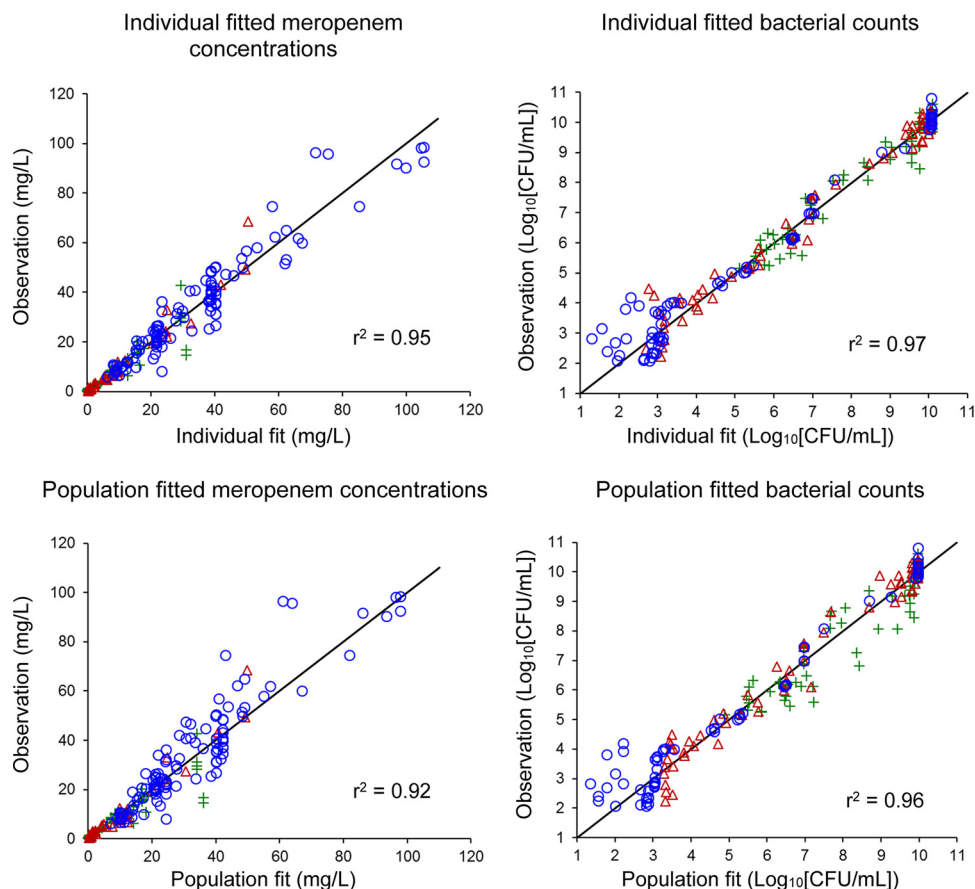 Individual fitted meropenem
concentrations
Observation (mg/L)
120
100
80
60
40
20
0
0 20 40 60 80 100 120
r² = 0.95
Individual fit (mg/L)
Individual fitted bacterial counts
Observation (Log₁₀[CFU/mL])
11
10
9
8
7
6
5
4
3
2
1
1 2 3 4 5 6 7 8 9 10 11
r² = 0.97
Individual fit (Log₁₀[CFU/mL])
Population fitted meropenem concentrations
Observation (mg/L)
120
100
80
60
40
20
0
0 20 40 60 80 100 120
r² = 0.92
Population fit (mg/L)
Population fitted bacterial counts
Observation (Log₁₀[CFU/mL])
11
10
9
8
7
6
5
4
3
2
1
1 2 3 4 5 6 7 8 9 10 11
r² = 0.96
Population fit (Log₁₀[CFU/mL])